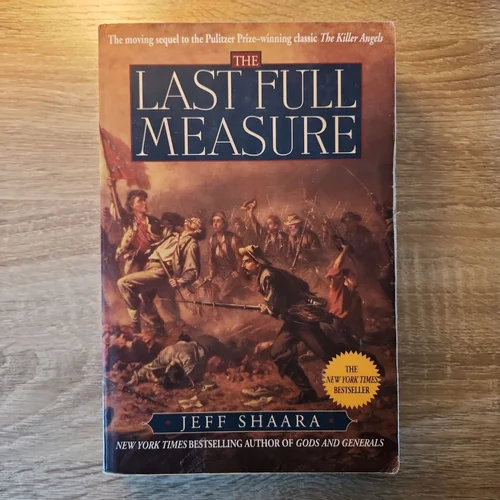 The moving sequel to the Pulitzer Prize–winning classic The Killer Angels
THE
LAST FULL
MEASURE
THE
NEW YORK TIMES
BESTSELLER
JEFF SHAARA
NEW YORK TIMES BESTSELLING AUTHOR OF GODS AND GENERALS